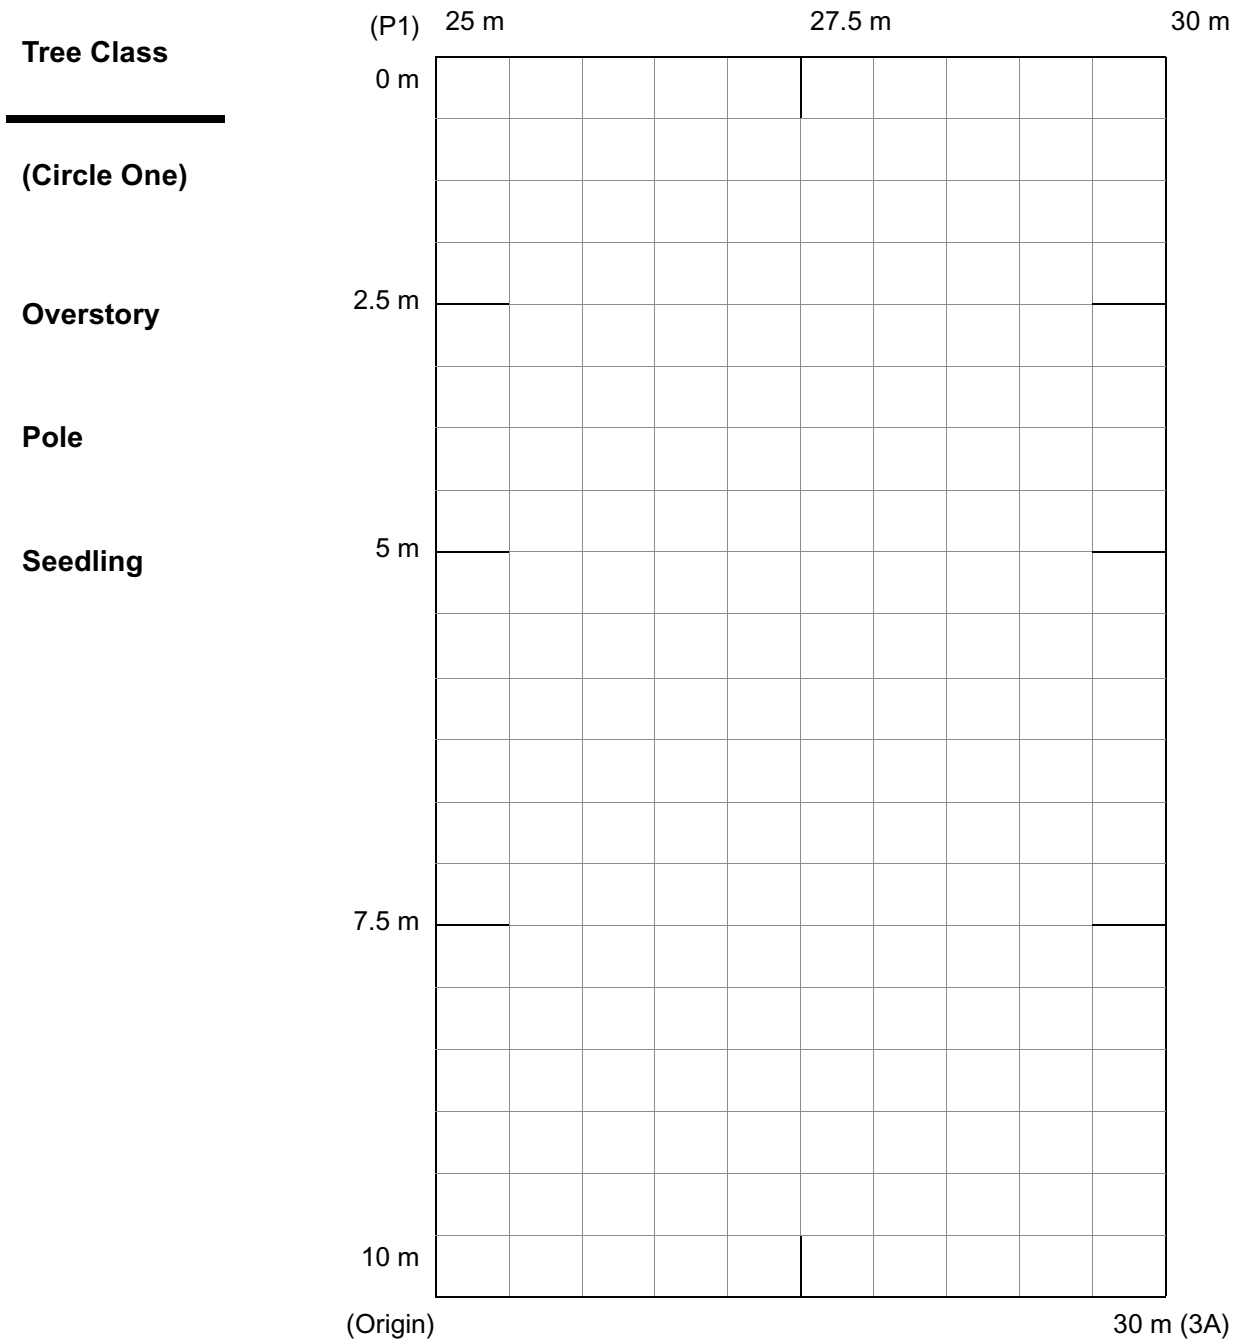 (P1) 25 m 27.5 m 30 m
Tree Class
0 m
(Circle One)
2.5 m
Overstory
Pole
5 m
Seedling
7.5 m
10 m
(Origin) 30 m (3A)